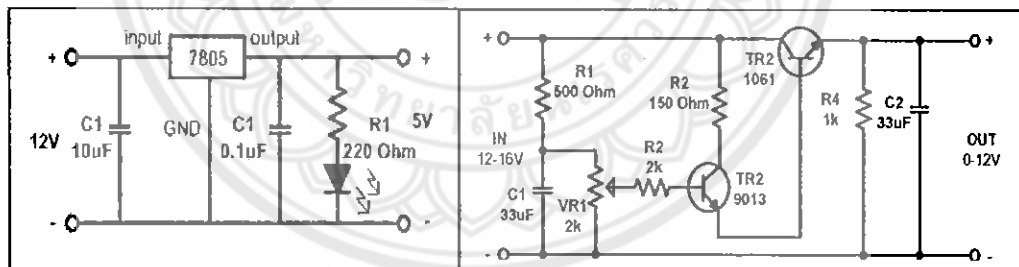 input output
7805
+ +
12V
C1
10uF
GND
C1
0.1uF
R1
220 Ohm
5V
- -
+ +
R1
500 Ohm
R2
150 Ohm
TR2
1061
R4
1k
C2
33uF
IN
12-16V
OUT
0-12V
C1
33uF
VR1
2k
R2
2k
TR2
9013
- -